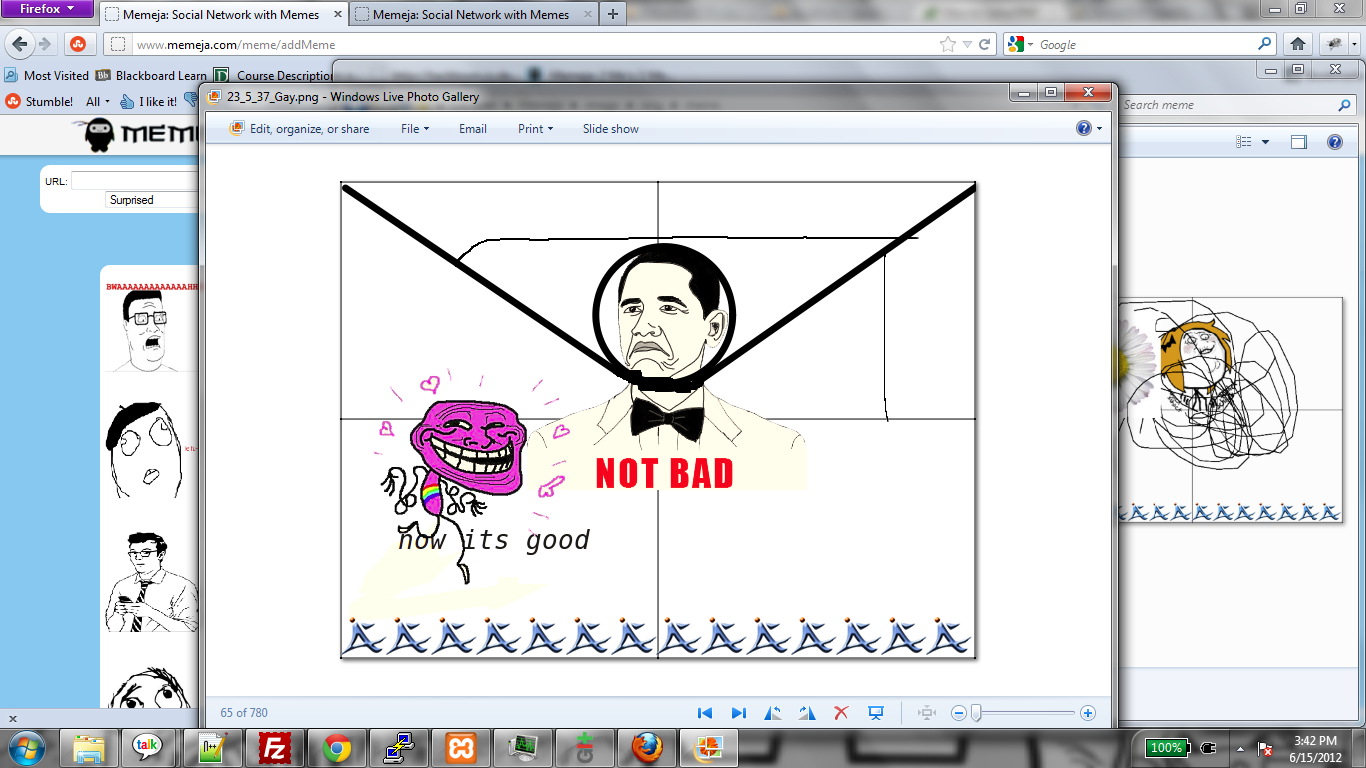 Firefox
Memeja: Social Network with Memes
Memeja: Social Network with Memes
www.memeja.com/meme/addMeme
Google
Most Visited
Blackboard Learn
Course Description
Stumble!
All
I like it!
Search meme
23_5_37_Gay.png - Windows Live Photo Gallery
Edit, organize, or share
File
Email
Print
Slide show
MEM
URL:
Surprised
BWAAAAAAAAAAAAAHH
NOT BAD
now its good
65 of 780
talk
100%
3:42 PM
6/15/2012